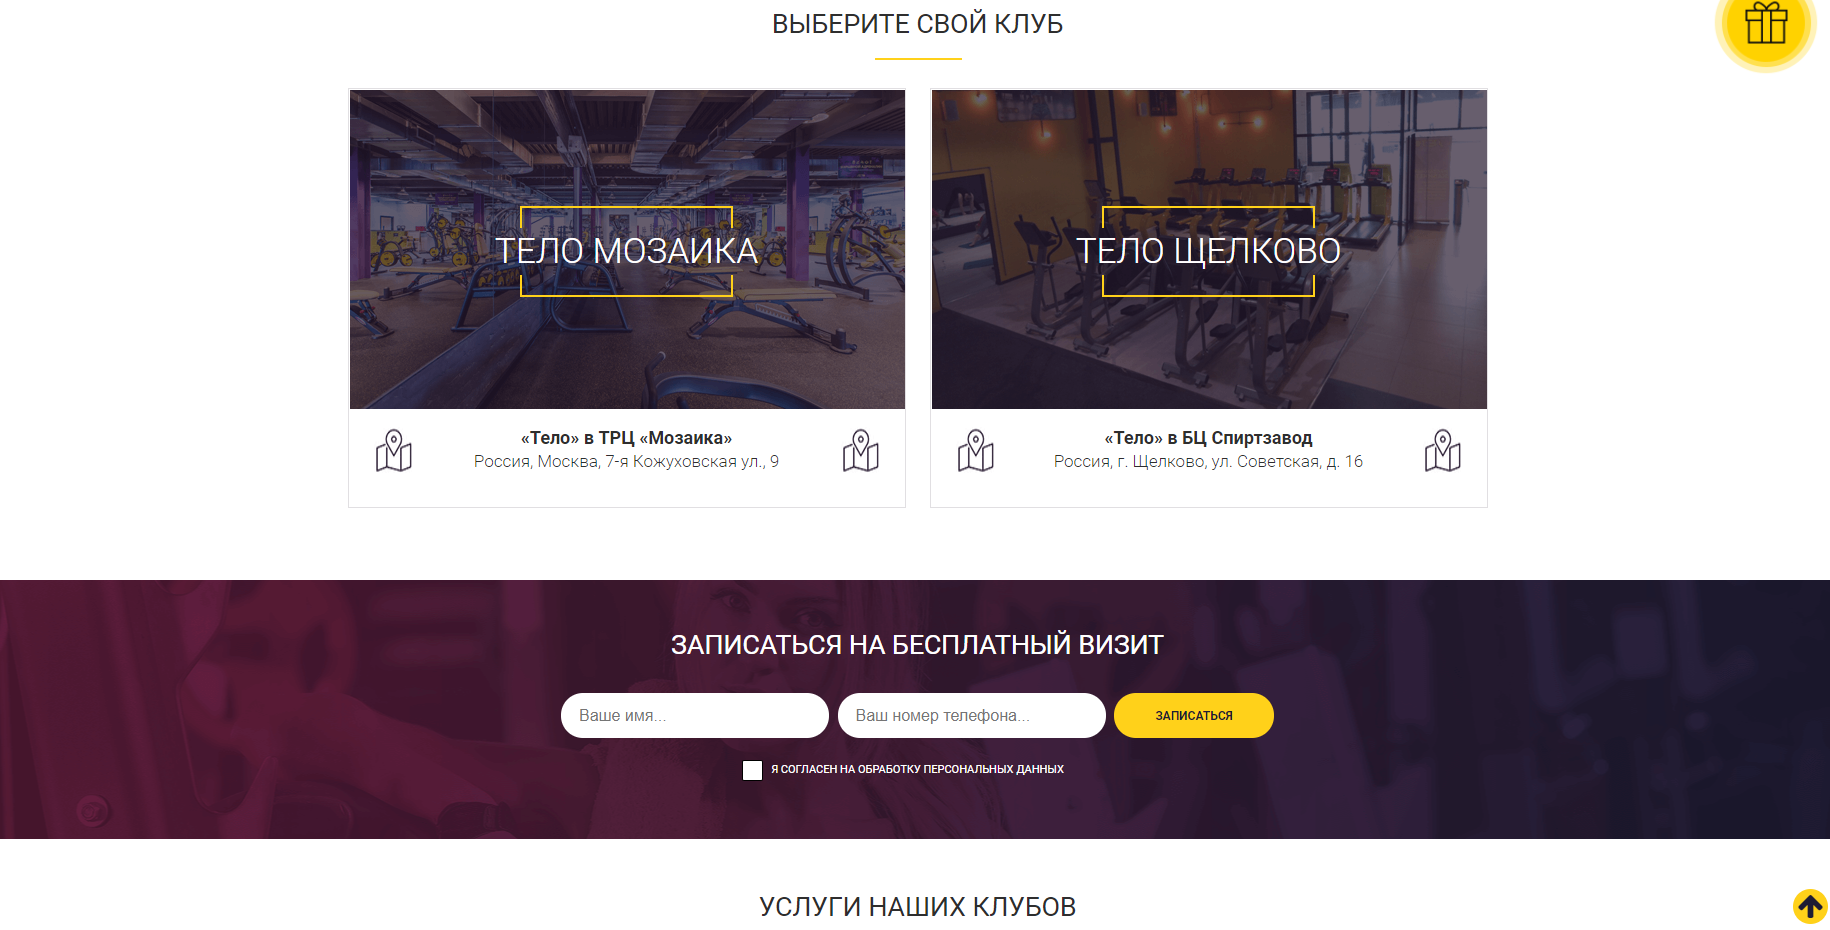 ВЫБЕРИТЕ СВОЙ КЛУБ
ТЕЛО МОЗАИКА
ТЕЛО ЩЕЛКОВО
«Тело» в ТРЦ «Мозаика»
Россия, Москва, 7-я Кожуховская ул., 9
«Тело» в БЦ Спиртзавод
Россия, г. Щелково, ул. Советская, д. 16
ЗАПИСАТЬСЯ НА БЕСПЛАТНЫЙ ВИЗИТ
Ваше имя...
Ваш номер телефона...
ЗАПИСАТЬСЯ
Я СОГЛАСЕН НА ОБРАБОТКУ ПЕРСОНАЛЬНЫХ ДАННЫХ
УСЛУГИ НАШИХ КЛУБОВ